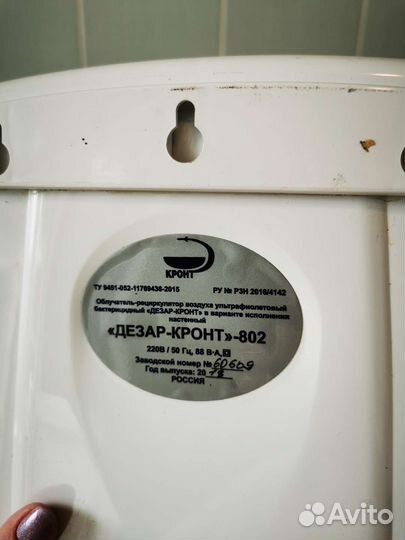 КРОНТ
ТУ 9451-052-11769436-2015 РУ № РЗН 2016/4142
Облучатель-рециркулятор воздуха ультрафиолетовый
бактерицидный «ДЕЗАР-КРОНТ» в варианте исполнения
настенный
«ДЕЗАР-КРОНТ»-802
220В / 50 Гц, 88 В·А,
Заводской номер № 60609
Год выпуска: 20
РОССИЯ
Avito